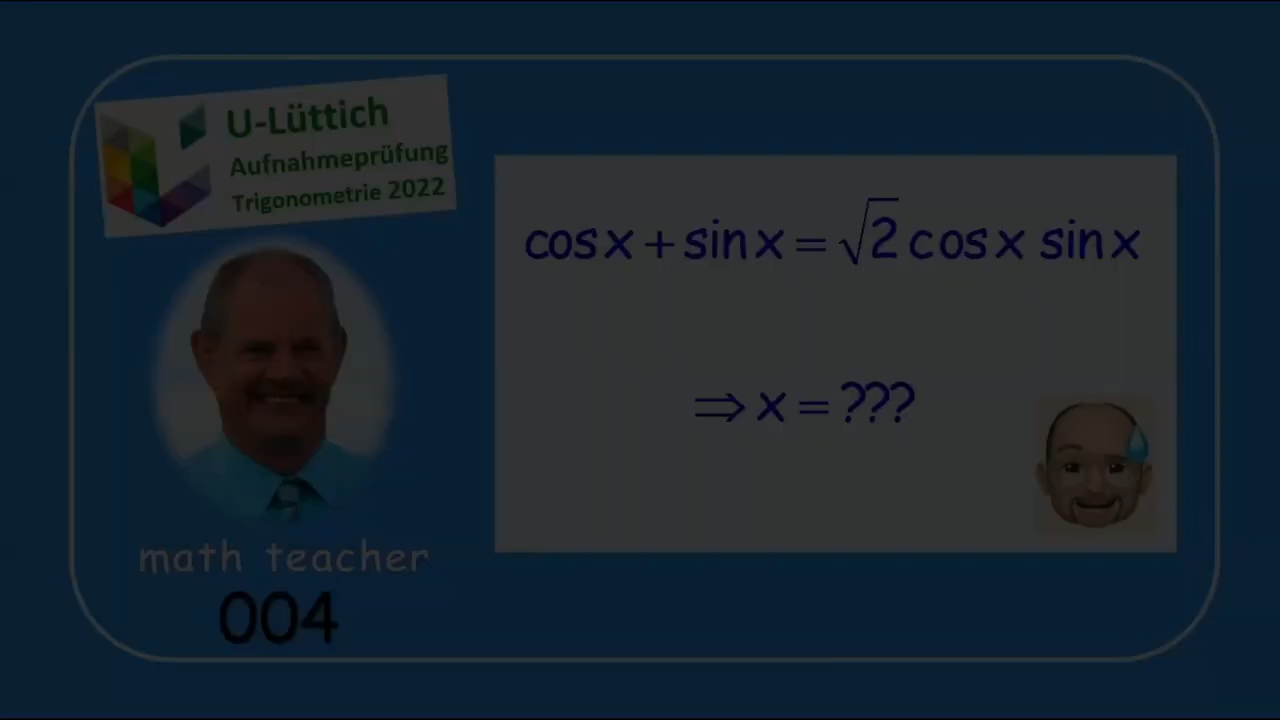 U-Lüttich
Aufnahmeprüfung
Trigonometrie 2022
cos x + sin x = √2 cos x sin x
⇒ x = ???
math teacher
004